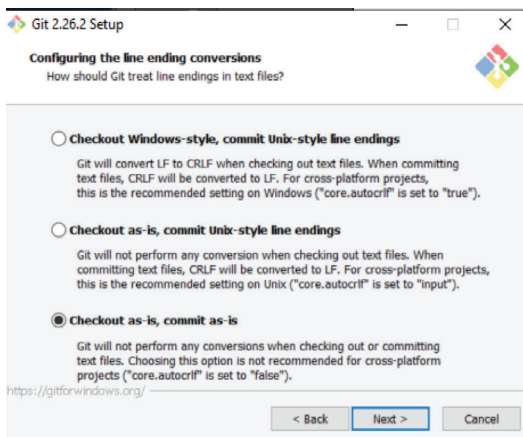 Git 2.26.2 Setup
Configuring the line ending conversions
How should Git treat line endings in text files?
Checkout Windows-style, commit Unix-style line endings
Git will convert LF to CRLF when checking out text files. When committing
text files, CRLF will be converted to LF. For cross-platform projects,
this is the recommended setting on Windows ("core.autocrlf" is set to "true").
Checkout as-is, commit Unix-style line endings
Git will not perform any conversion when checking out text files. When
committing text files, CRLF will be converted to LF. For cross-platform projects,
this is the recommended setting on Unix ("core.autocrlf" is set to "input").
Checkout as-is, commit as-is
Git will not perform any conversions when checking out or committing
text files. Choosing this option is not recommended for cross-platform
projects ("core.autocrlf" is set to "false").
https://gitforwindows.org/
< Back Next > Cancel